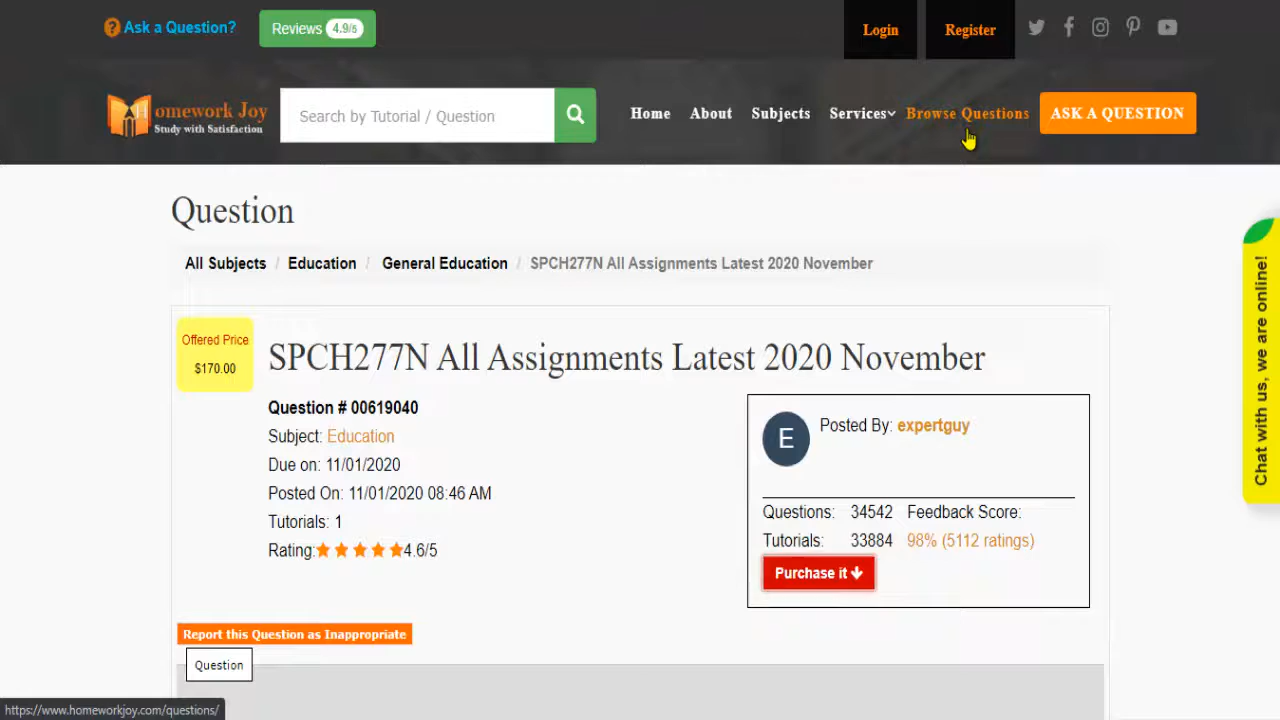 Ask a Question?
Reviews 4.9/5
Login
Register
Homework Joy
Study with Satisfaction
Search by Tutorial / Question
Home
About
Subjects
Services
Browse Questions
ASK A QUESTION
Question
All Subjects / Education / General Education / SPCH277N All Assignments Latest 2020 November
Offered Price
$170.00
SPCH277N All Assignments Latest 2020 November
Question # 00619040
Subject: Education
Due on: 11/01/2020
Posted On: 11/01/2020 08:46 AM
Tutorials: 1
Rating: 4.6/5
E
Posted By: expertguy
Questions: 34542 Feedback Score:
Tutorials: 33884 98% (5112 ratings)
Purchase it
Report this Question as Inappropriate
Question
Chat with us, we are online!
https://www.homeworkjoy.com/questions/